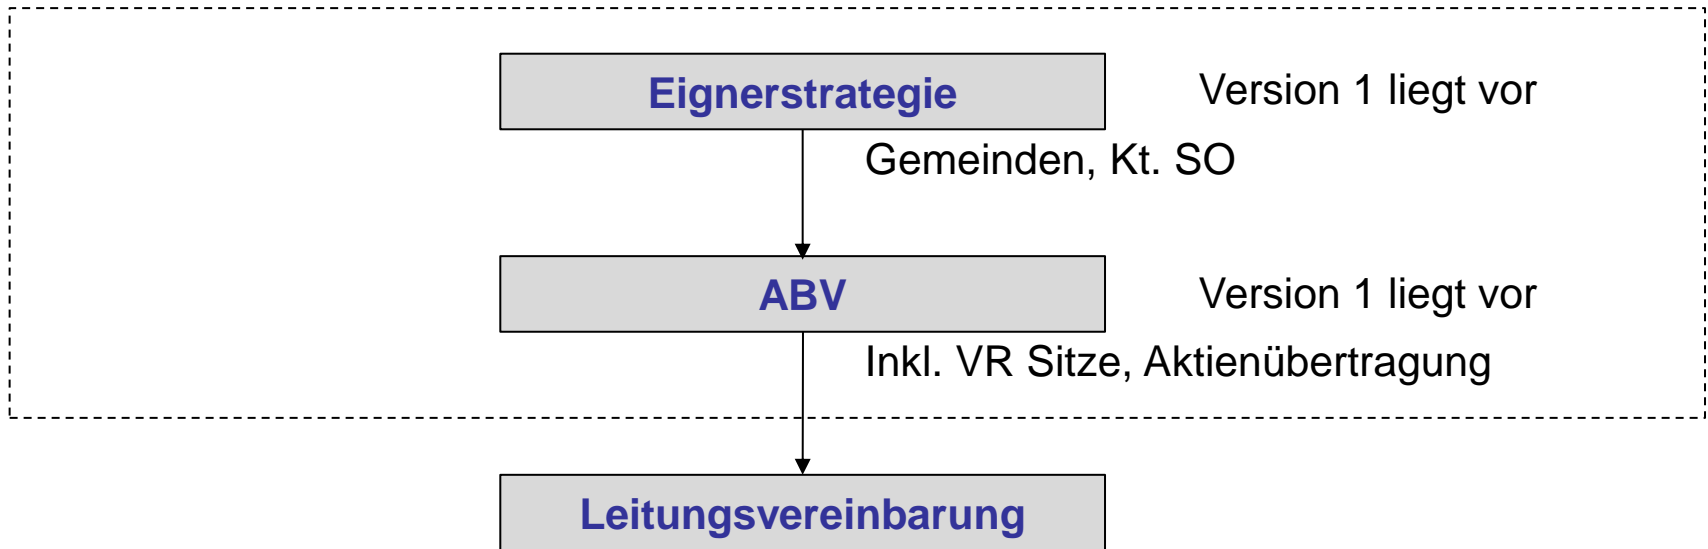 Eignerstrategie
Version 1 liegt vor
Gemeinden, Kt. SO
ABV
Version 1 liegt vor
Inkl. VR Sitze, Aktienübertragung
Leitungsvereinbarung